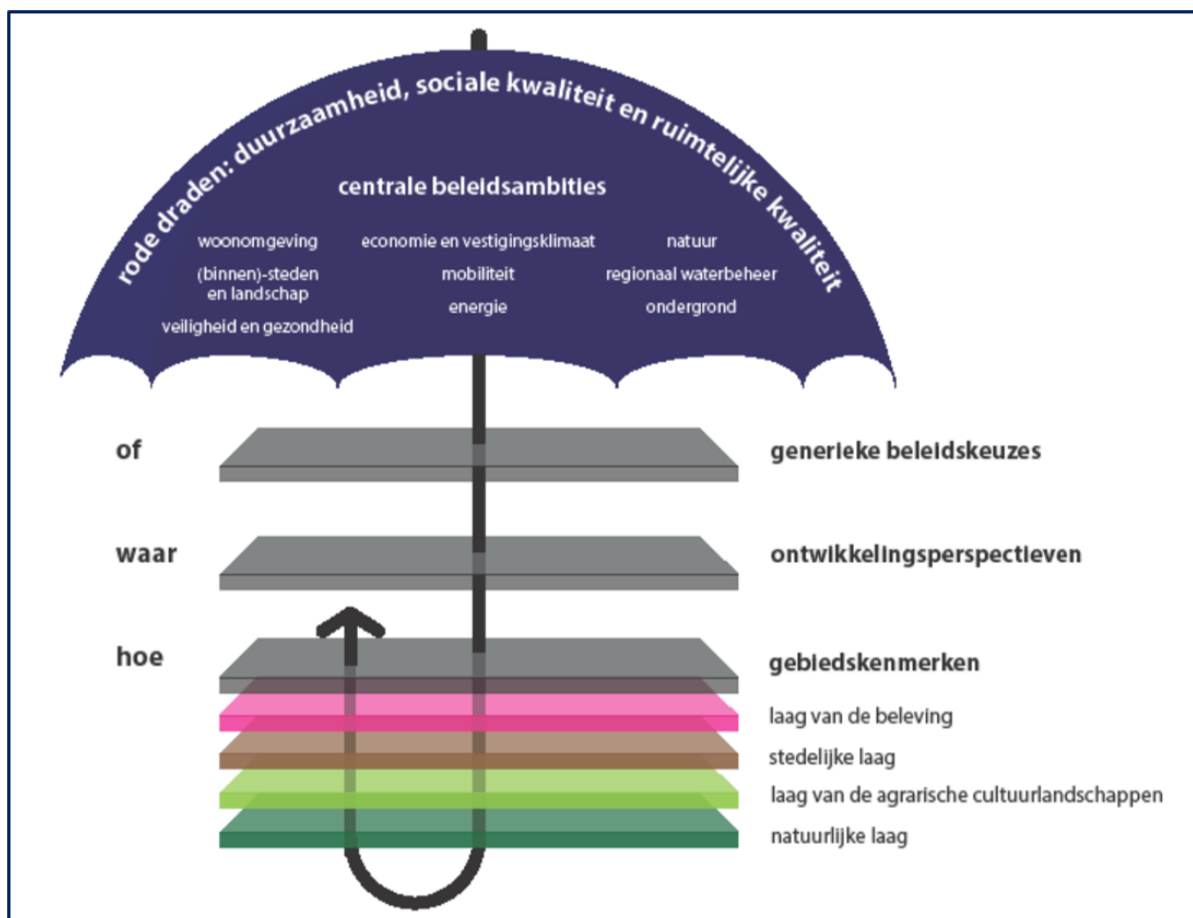 rode draden: duurzaamheid, sociale kwaliteit en ruimtelijke kwaliteit
centrale beleidsambities
woonomgeving
(binnen)-steden
en landschap
veiligheid en gezondheid
economie en vestigingsklimaat
mobiliteit
energie
natuur
regionaal waterbeheer
ondergrond
of
generieke beleidskeuzes
waar
ontwikkelingsperspectieven
hoe
gebiedskenmerken
laag van de beleving
stedelijke laag
laag van de agrarische cultuurlandschappen
natuurlijke laag